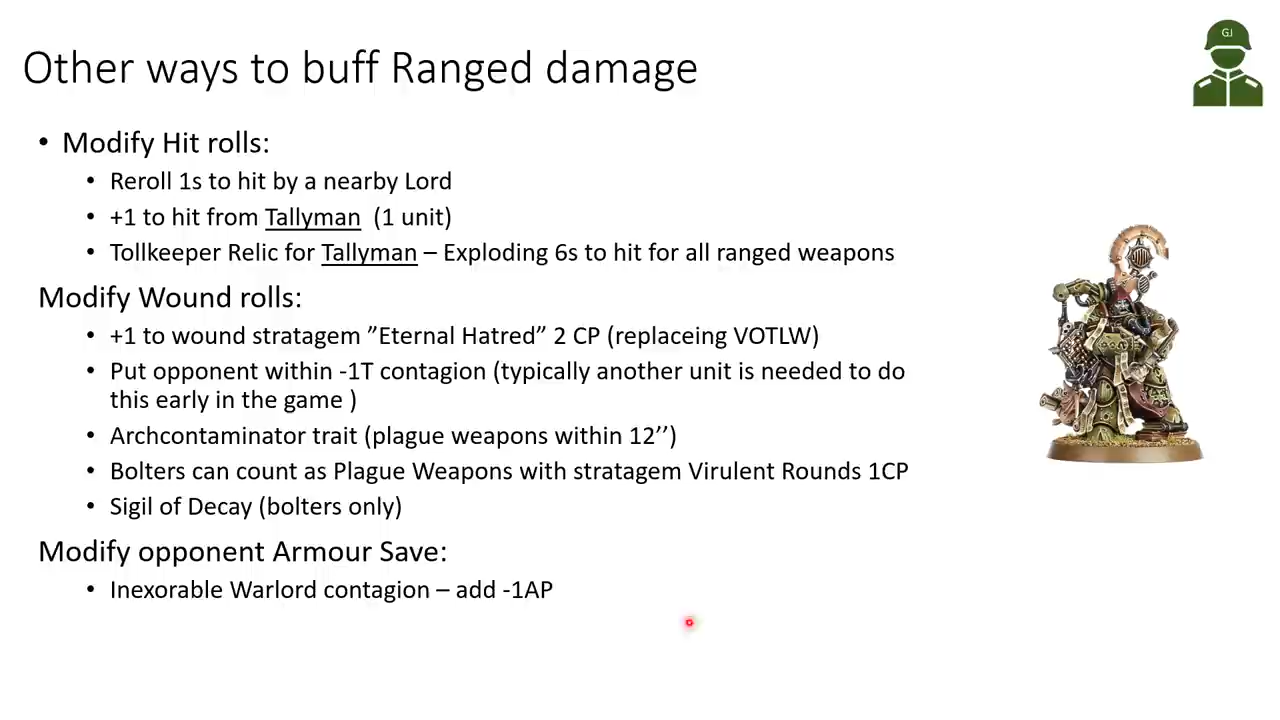 GJ
Other ways to buff Ranged damage
• Modify Hit rolls:
• Reroll 1s to hit by a nearby Lord
• +1 to hit from Tallyman (1 unit)
• Tollkeeper Relic for Tallyman – Exploding 6s to hit for all ranged weapons
Modify Wound rolls:
• +1 to wound stratagem ”Eternal Hatred” 2 CP (replaceing VOTLW)
• Put opponent within -1T contagion (typically another unit is needed to do
this early in the game )
• Archcontaminator trait (plague weapons within 12’’)
• Bolters can count as Plague Weapons with stratagem Virulent Rounds 1CP
• Sigil of Decay (bolters only)
Modify opponent Armour Save:
• Inexorable Warlord contagion – add -1AP